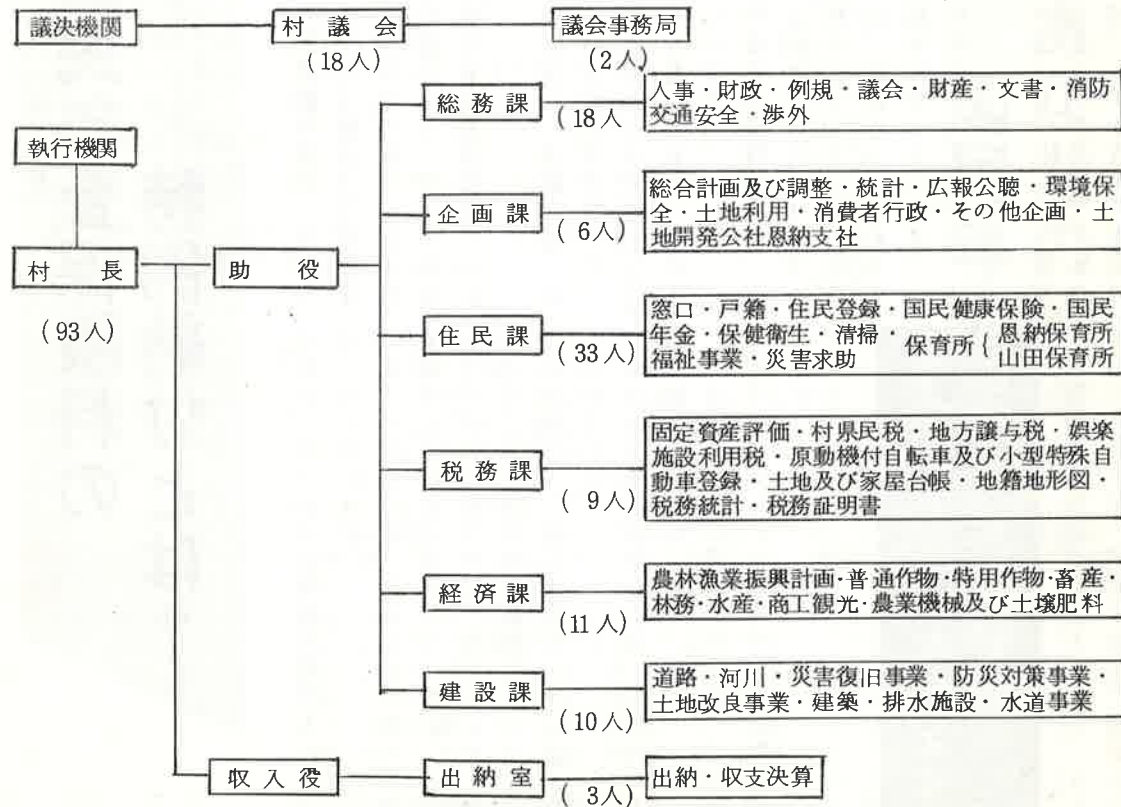 議決機関 村議会 議会事務局
(18人) (2人)
執行機関
村長
(93人)
助役
総務課
(18人
人事・財政・例規・議会・財産・文書・消防
交通安全・渉外
企画課
(6人)
総合計画及び調整・統計・広報公聴・環境保
全・土地利用・消費者行政・その他企画・土
地開発公社恩納支社
住民課
(33人)
窓口・戸籍・住民登録・国民健康保険・国民
年金・保健衛生・清掃・保育所{恩納保育所
福祉事業・災害求助 山田保育所
税務課
(9人)
固定資産評価・村県民税・地方譲与税・娯楽
施設利用税・原動機付自転車及び小型特殊自
動車登録・土地及び家屋台帳・地籍地形図・
税務統計・税務証明書
経済課
(11人)
農林漁業振興計画・普通作物・特用作物・畜産・
林務・水産・商工観光・農業機械及び土壌肥料
建設課
(10人)
道路・河川・災害復旧事業・防災対策事業・
土地改良事業・建築・排水施設・水道事業
収入役 出納室 出納・収支決算
(3人)